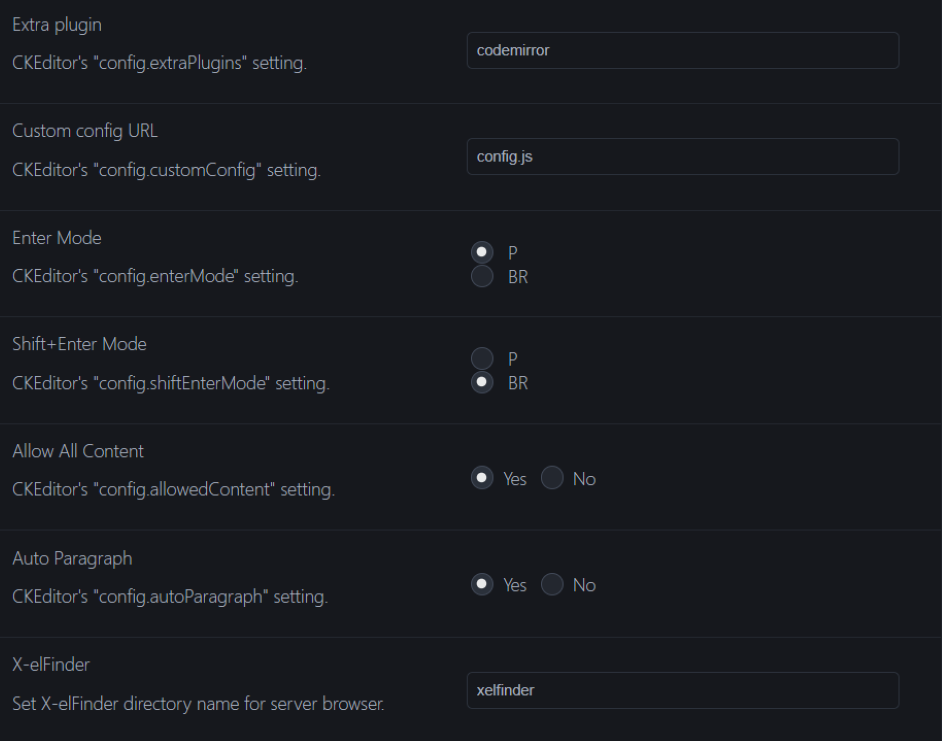 Extra plugin
CKEditor's "config.extraPlugins" setting.
codemirror
Custom config URL
CKEditor's "config.customConfig" setting.
config.js
Enter Mode
CKEditor's "config.enterMode" setting.
P
BR
Shift+Enter Mode
CKEditor's "config.shiftEnterMode" setting.
P
BR
Allow All Content
CKEditor's "config.allowedContent" setting.
Yes No
Auto Paragraph
CKEditor's "config.autoParagraph" setting.
Yes No
X-elFinder
Set X-elFinder directory name for server browser.
xelfinder